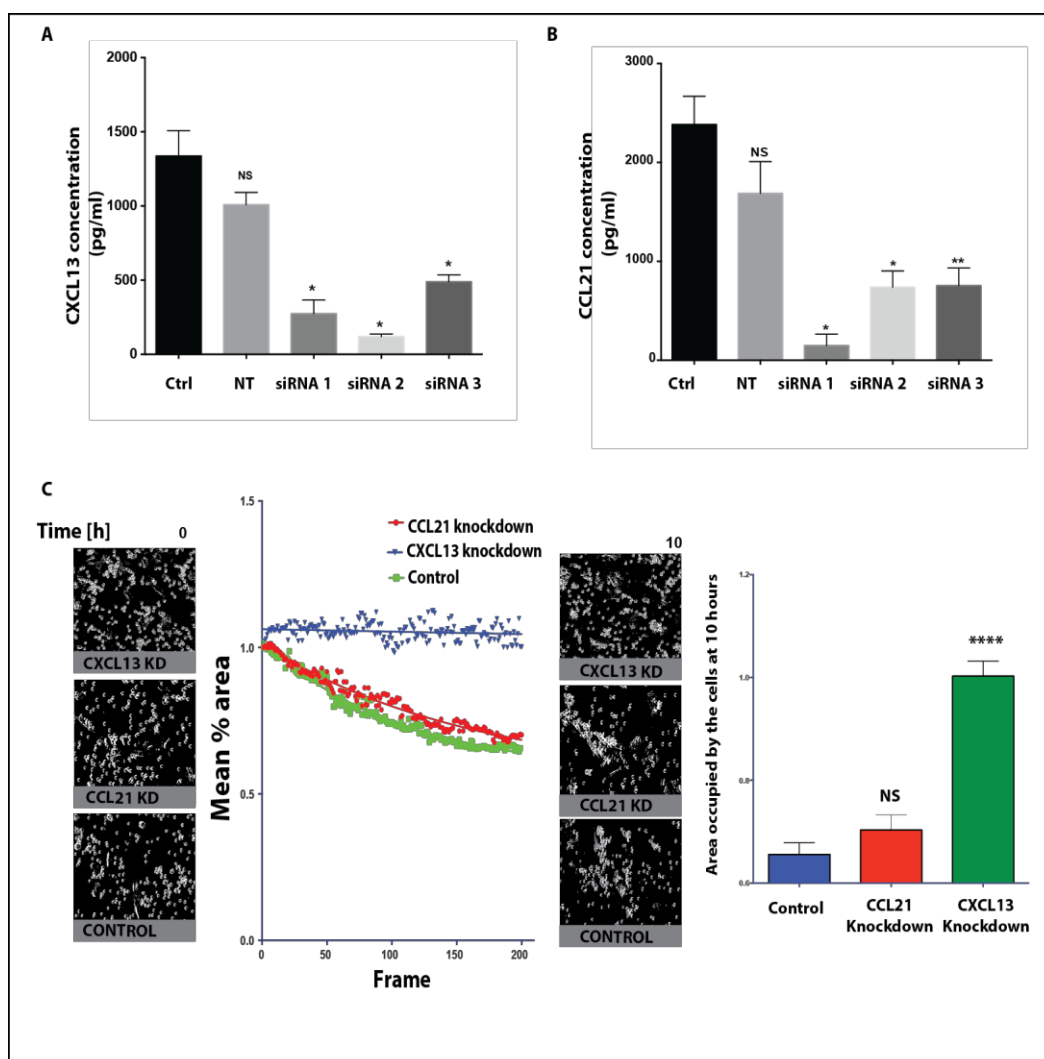 A
CXCL13 concentration
(pg/ml)
2000
1500
1000
500
0
NS
*
*
*
Ctrl
NT
siRNA 1
siRNA 2
siRNA 3
B
CCL21 concentration
(pg/ml)
3000
2000
1000
0
NS
*
*
**
Ctrl
NT
siRNA 1
siRNA 2
siRNA 3
C
Time [h]
0
CXCL13 KD
CCL21 KD
CONTROL
Mean % area
1.5
1.0
0.5
0.0
CCL21 knockdown
CXCL13 knockdown
Control
0
50
100
150
200
Frame
10
CXCL13 KD
CCL21 KD
CONTROL
Area occupied by the cells at 10 hours
1.2
1.0
0.8
0.6
NS
****
Control
CCL21
Knockdown
CXCL13
Knockdown